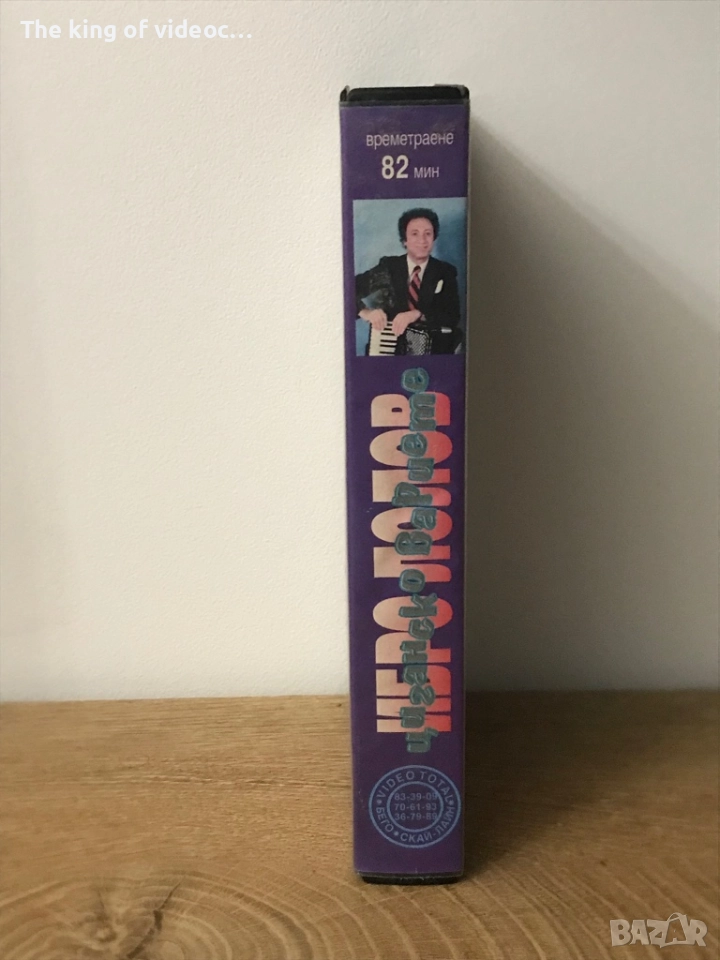 The king of videoc...
времетраене
82 мин
ИБРО ЛОЛОВ
циганско вариете
VIDEO TOTAL
83-39-09
70-61-93
36-79-89
БЕГО • СКАЙ-ЛАЙН
BAZAR